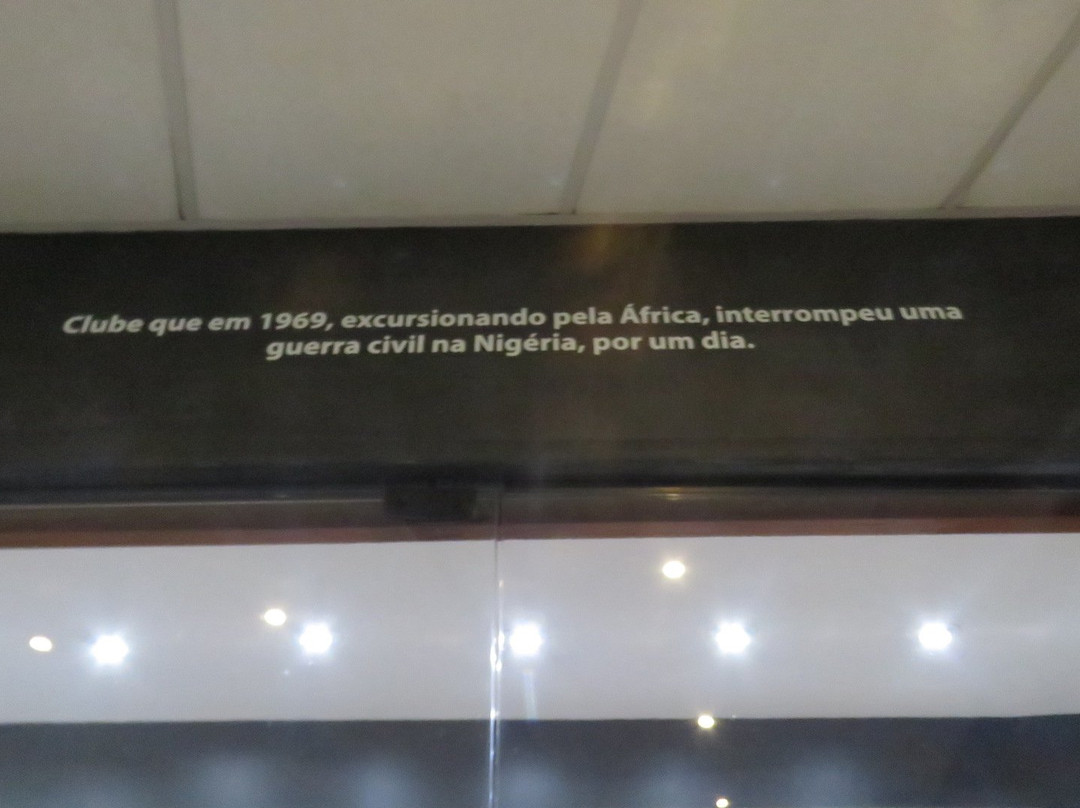 Clube que em 1969, excursionando pela África, interrompeu uma
guerra civil na Nigéria, por um dia.